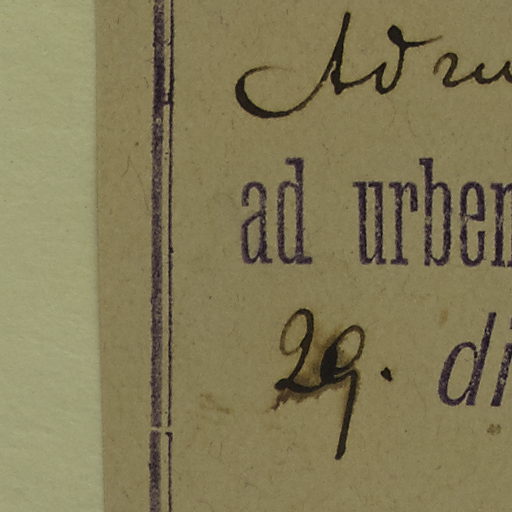 ad urben
29. di